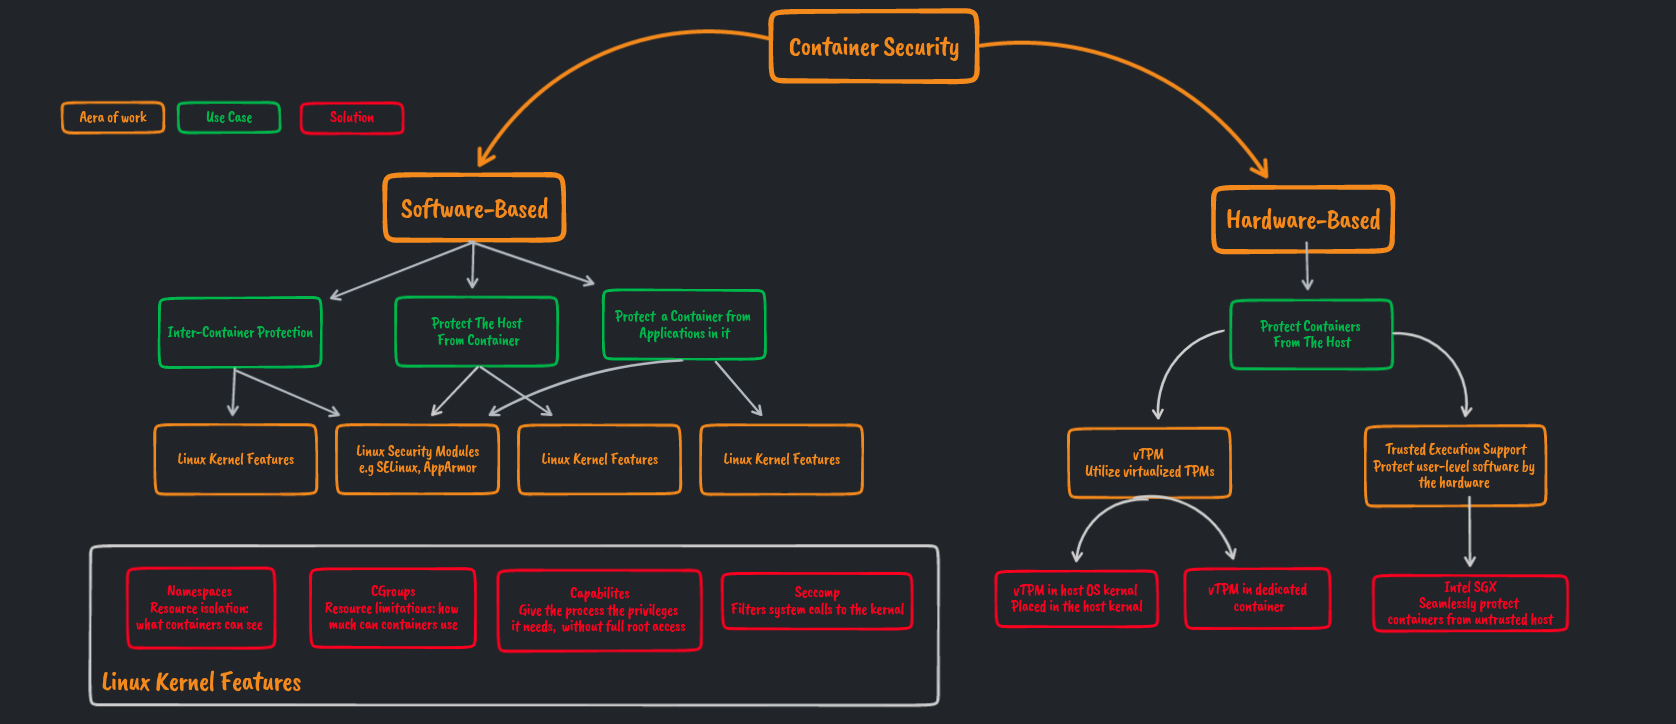 Container Security
Aera of work
Use Case
Solution
Software-Based
Hardware-Based
Inter-Container Protection
Protect The Host
From Container
Protect a Container from
Applications in it
Protect Containers
From The Host
Linux Kernel Features
Linux Security Modules
e.g SELinux, AppArmor
Linux Kernel Features
Linux Kernel Features
vTPM
Utilize virtualized TPMs
Trusted Execution Support
Protect user-level software by
the hardware
Namespaces
Resource isolation:
what containers can see
CGroups
Resource limitations: how
much can containers use
Capabilites
Give the process the privileges
it needs, without full root access
Seccomp
Filters system calls to the kernal
vTPM in host OS kernal
Placed in the host kernal
vTPM in dedicated
container
Intel SGX
Seamlessly protect
containers from untrusted host
Linux Kernel Features